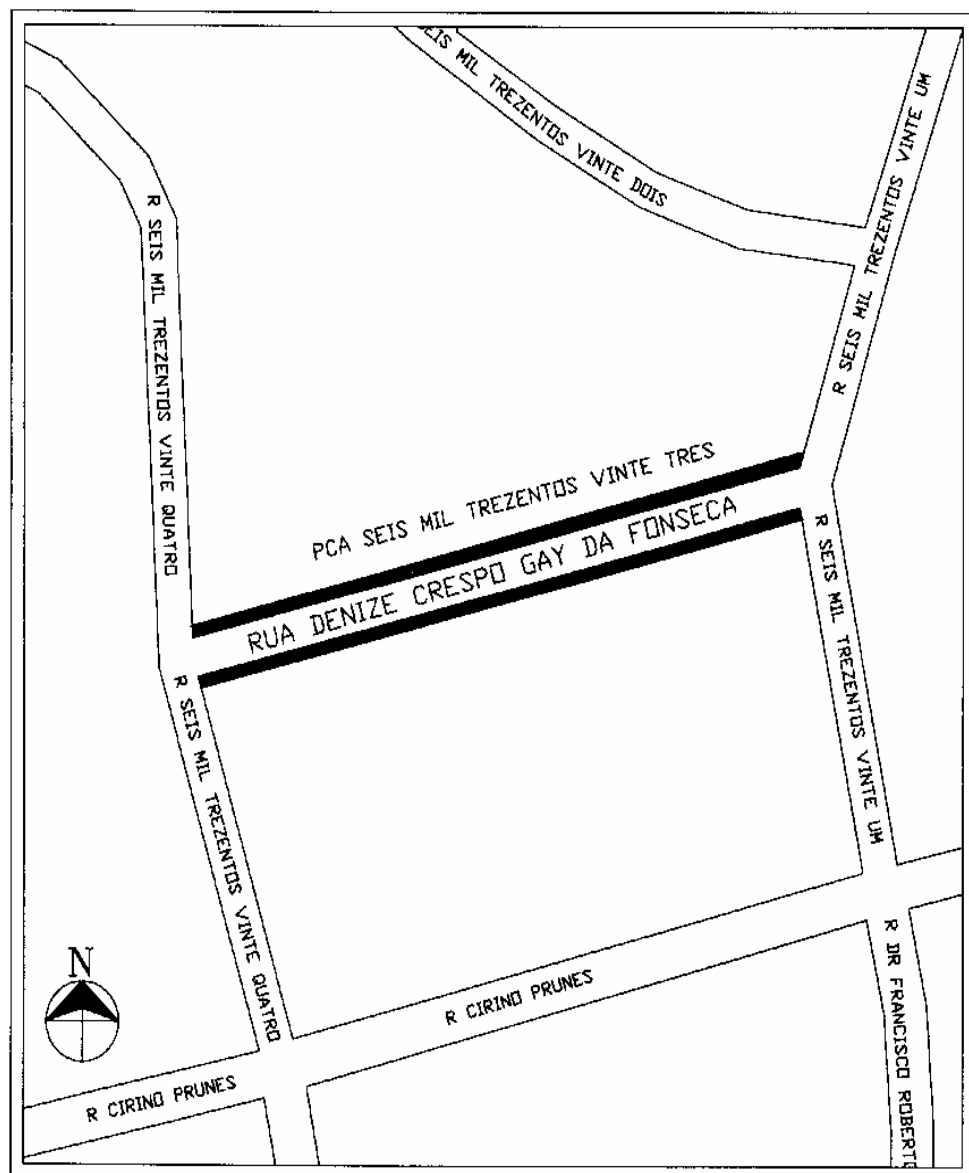 SEIS MIL TREZENTOS VINTE DOIS
R SEIS MIL TREZENTOS VINTE UM
R SEIS MIL TREZENTOS VINTE QUATRO
PCA SEIS MIL TREZENTOS VINTE TRES
RUA DENIZE CRESPO GAY DA FONSECA
R SEIS MIL TREZENTOS VINTE UM
R SEIS MIL TREZENTOS VINTE QUATRO
N
R CIRINO PRUNES
R CIRINO PRUNES
R DR FRANCISCO ROBERTO